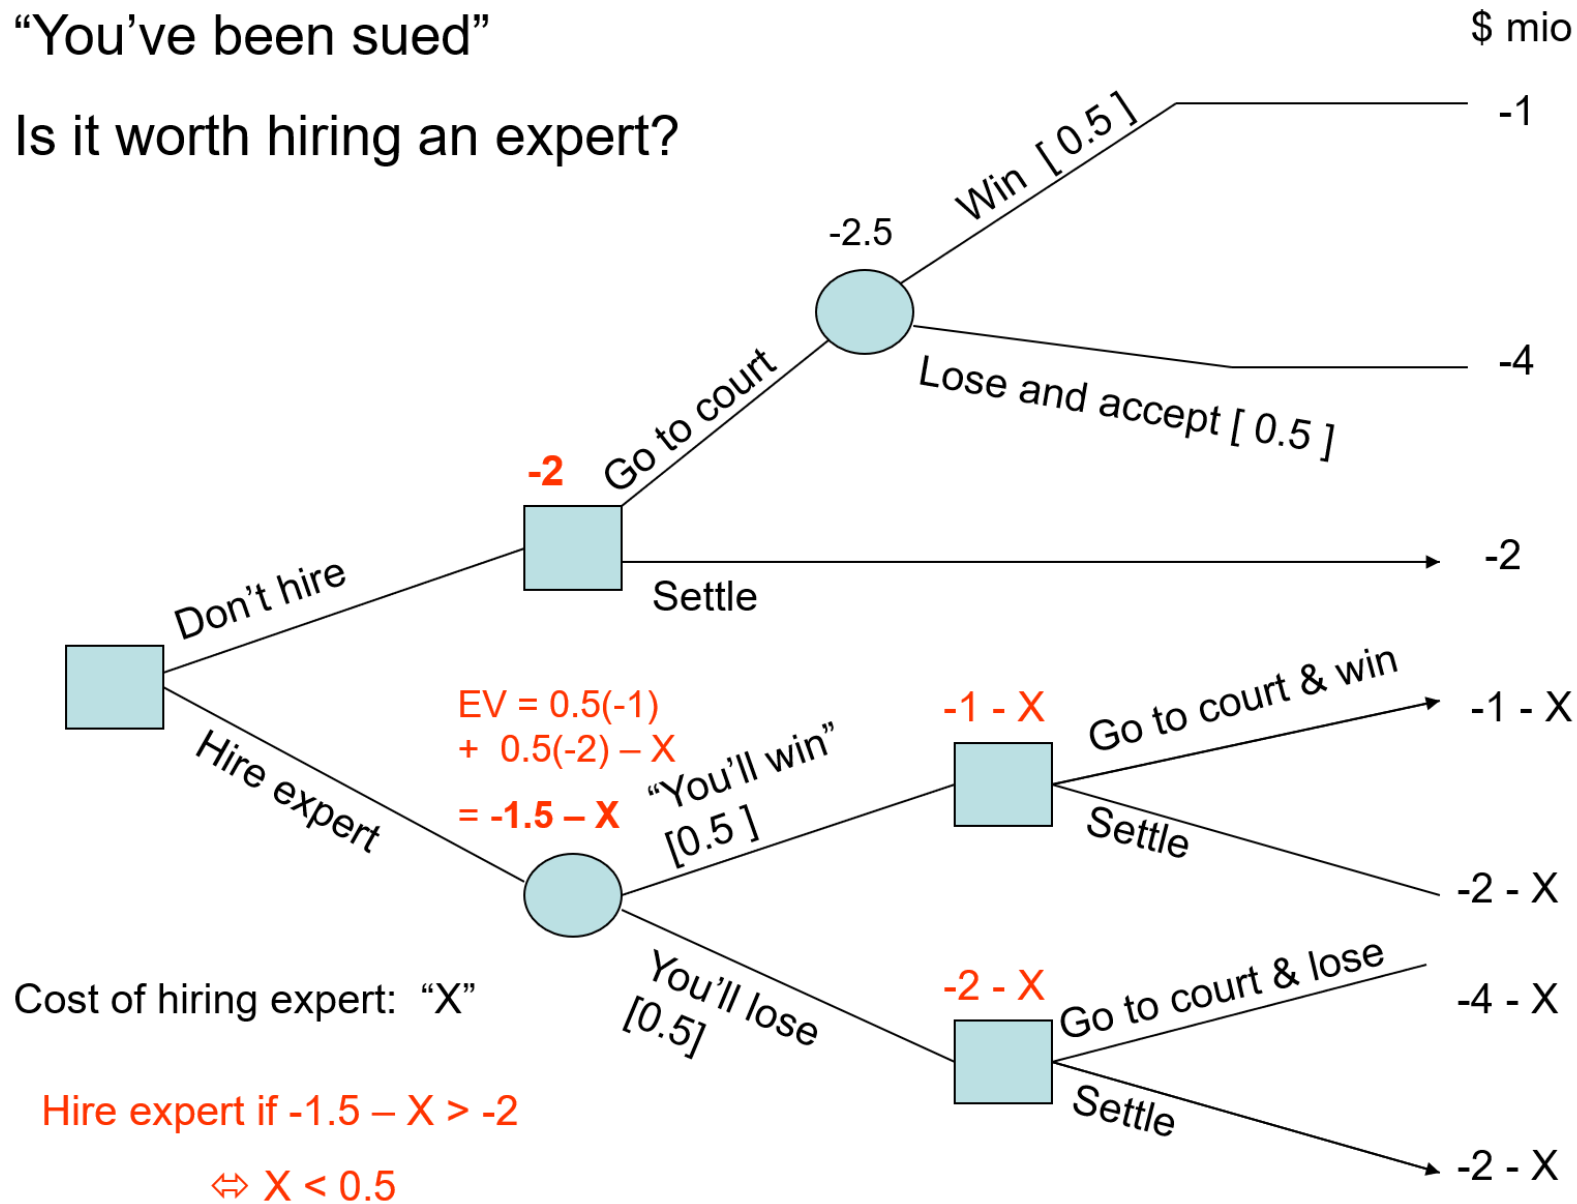 “You’ve been sued”
$ mio
Is it worth hiring an expert?
Win [ 0.5 ]
-1
-2.5
Go to court
Lose and accept [ 0.5 ]
-4
-2
Settle
-2
Don’t hire
Hire expert
EV = 0.5(-1)
+ 0.5(-2) – X
= -1.5 – X
“You’ll win”
[0.5 ]
-1 - X
Go to court & win
-1 - X
Settle
-2 - X
You’ll lose
[0.5]
-2 - X
Go to court & lose
-4 - X
Settle
-2 - X
Cost of hiring expert: “X”
Hire expert if -1.5 – X > -2
⇔ X < 0.5